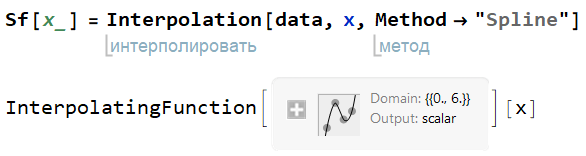 Sf[x_] = Interpolation[data, x, Method → "Spline"]
интерполировать метод
Domain: {{0., 6.}}
InterpolatingFunction[ ][x]
Output: scalar